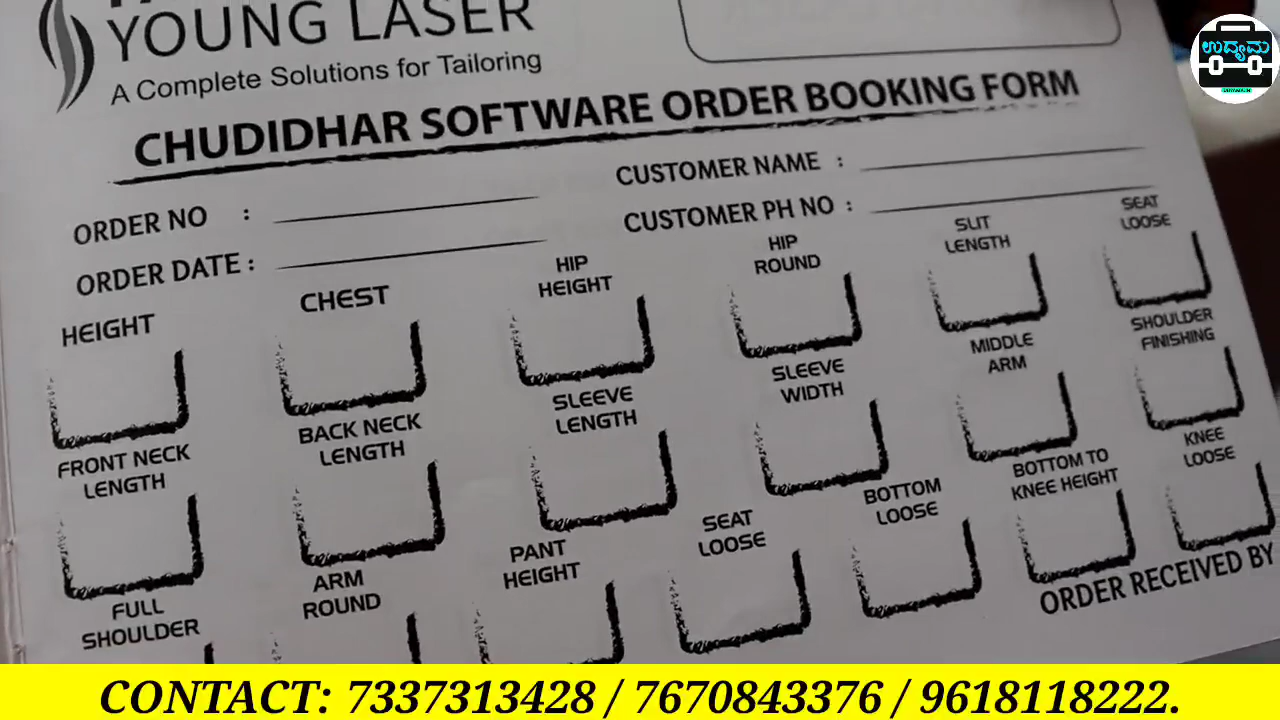 YOUNG LASER
A Complete Solutions for Tailoring
ಉದ್ಯಮ
CHUDIDHAR SOFTWARE ORDER BOOKING FORM
ORDER NO :
CUSTOMER NAME :
ORDER DATE :
CUSTOMER PH NO :
HEIGHT
CHEST
HIP
HEIGHT
HIP
ROUND
SLIT
LENGTH
SEAT
LOOSE
FRONT NECK
LENGTH
BACK NECK
LENGTH
SLEEVE
LENGTH
SLEEVE
WIDTH
MIDDLE
ARM
SHOULDER
FINISHING
FULL
SHOULDER
ARM
ROUND
PANT
HEIGHT
SEAT
LOOSE
BOTTOM
LOOSE
BOTTOM TO
KNEE HEIGHT
KNEE
LOOSE
ORDER RECEIVED BY
CONTACT: 7337313428 / 7670843376 / 9618118222.